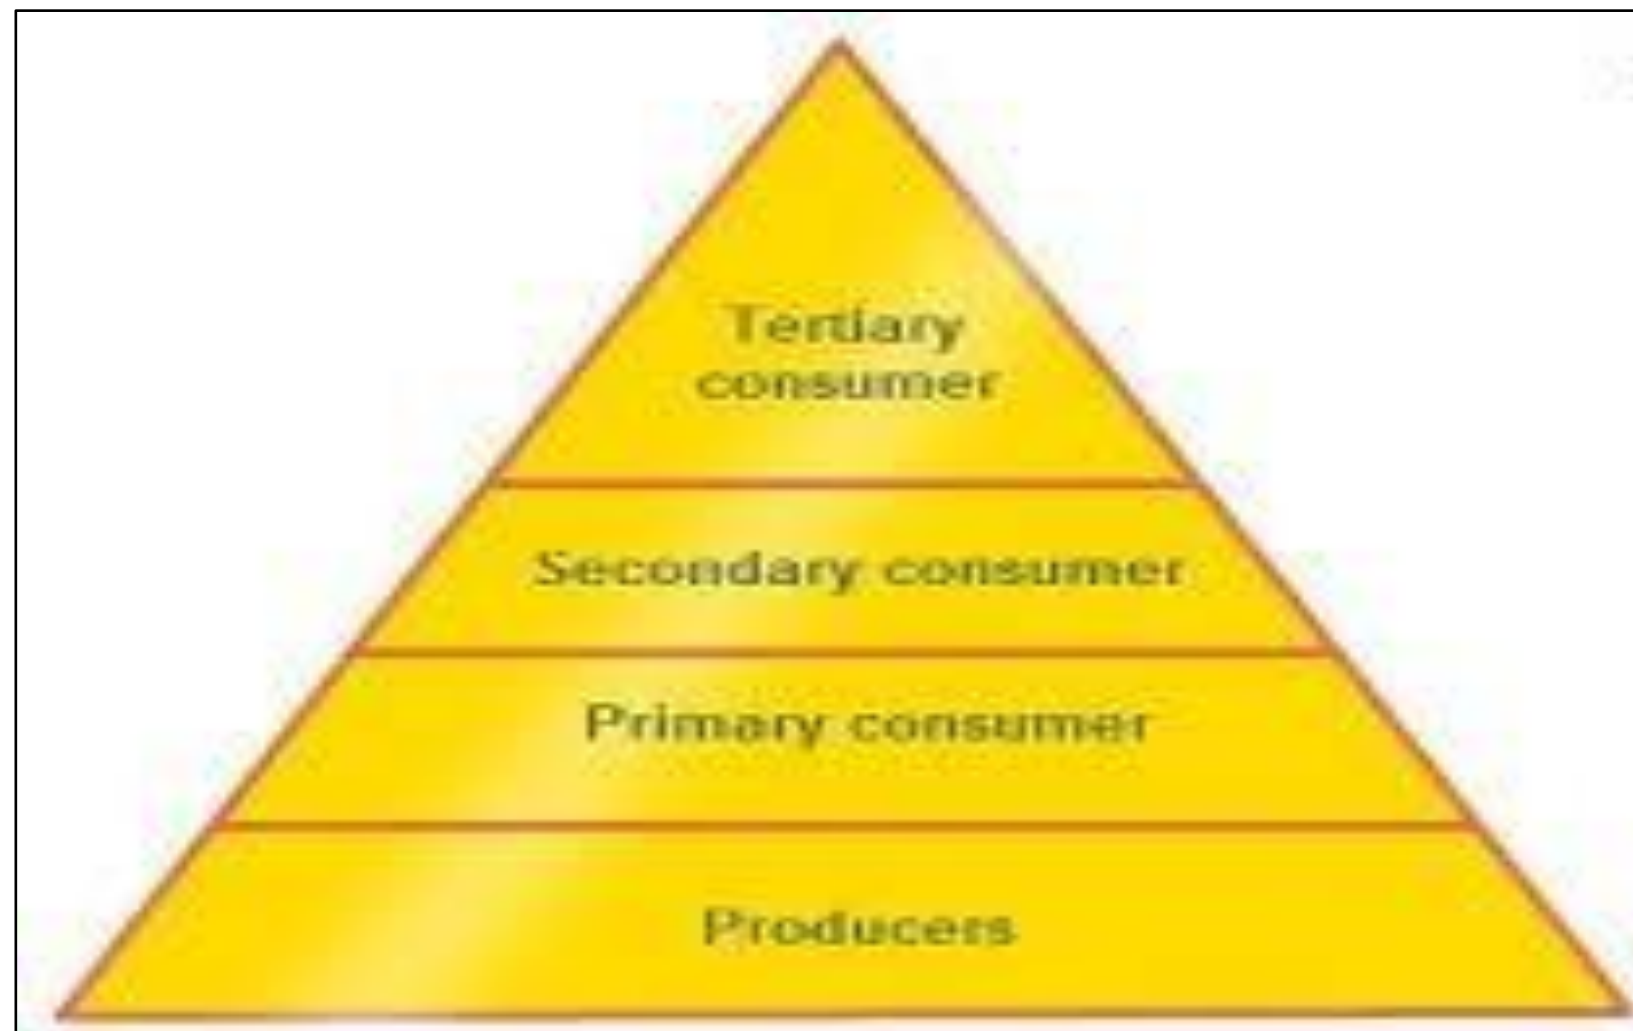 Tertiary
consumer
Secondary consumer
Primary consumer
Producers